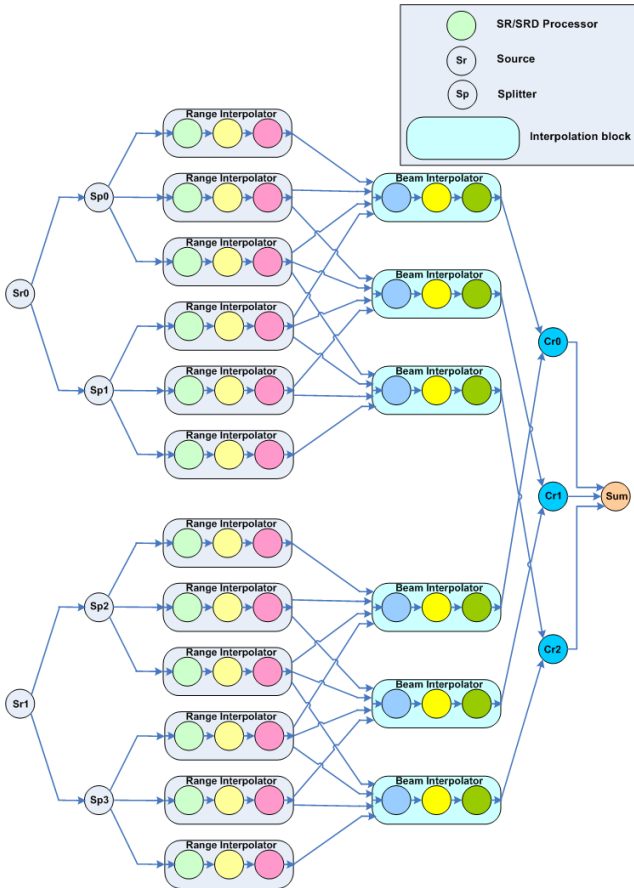 SR/SRD Processor
Sr
Source
Sp
Splitter
Interpolation block
Range Interpolator
Range Interpolator
Beam Interpolator
Sp0
Range Interpolator
Sr0
Beam Interpolator
Range Interpolator
Cr0
Range Interpolator
Beam Interpolator
Sp1
Range Interpolator
Cr1
Sum
Range Interpolator
Range Interpolator
Beam Interpolator
Sp2
Range Interpolator
Cr2
Beam Interpolator
Sr1
Range Interpolator
Range Interpolator
Beam Interpolator
Sp3
Range Interpolator